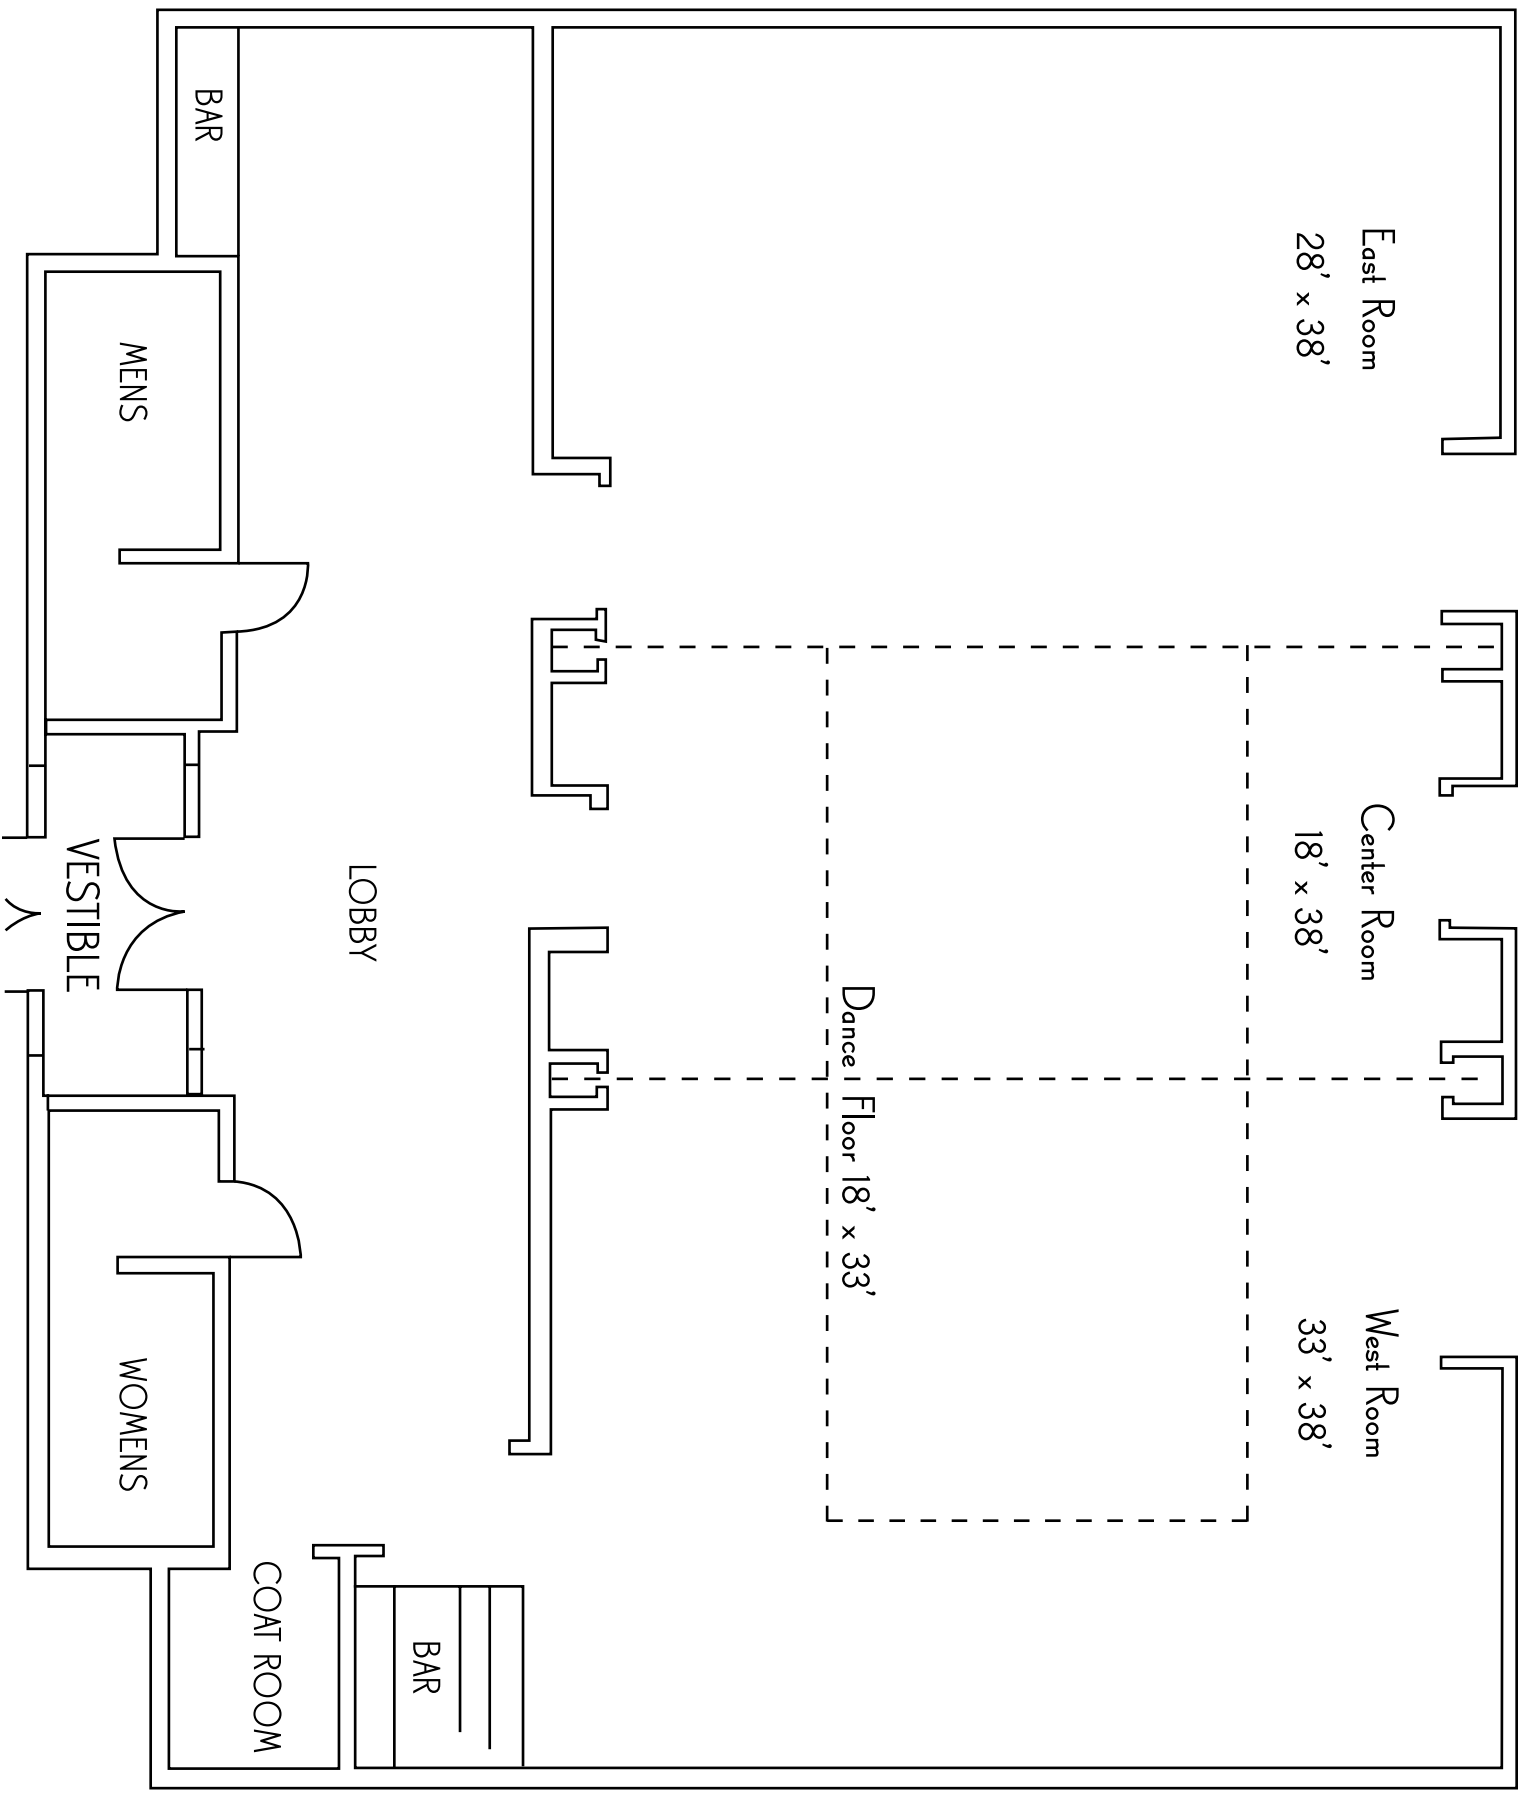 East Room
28' x 38'
Center Room
18' x 38'
West Room
33' x 38'
Dance Floor 18' x 33'
BAR
COAT ROOM
LOBBY
BAR
MENS
WOMENS
VESTIBLE